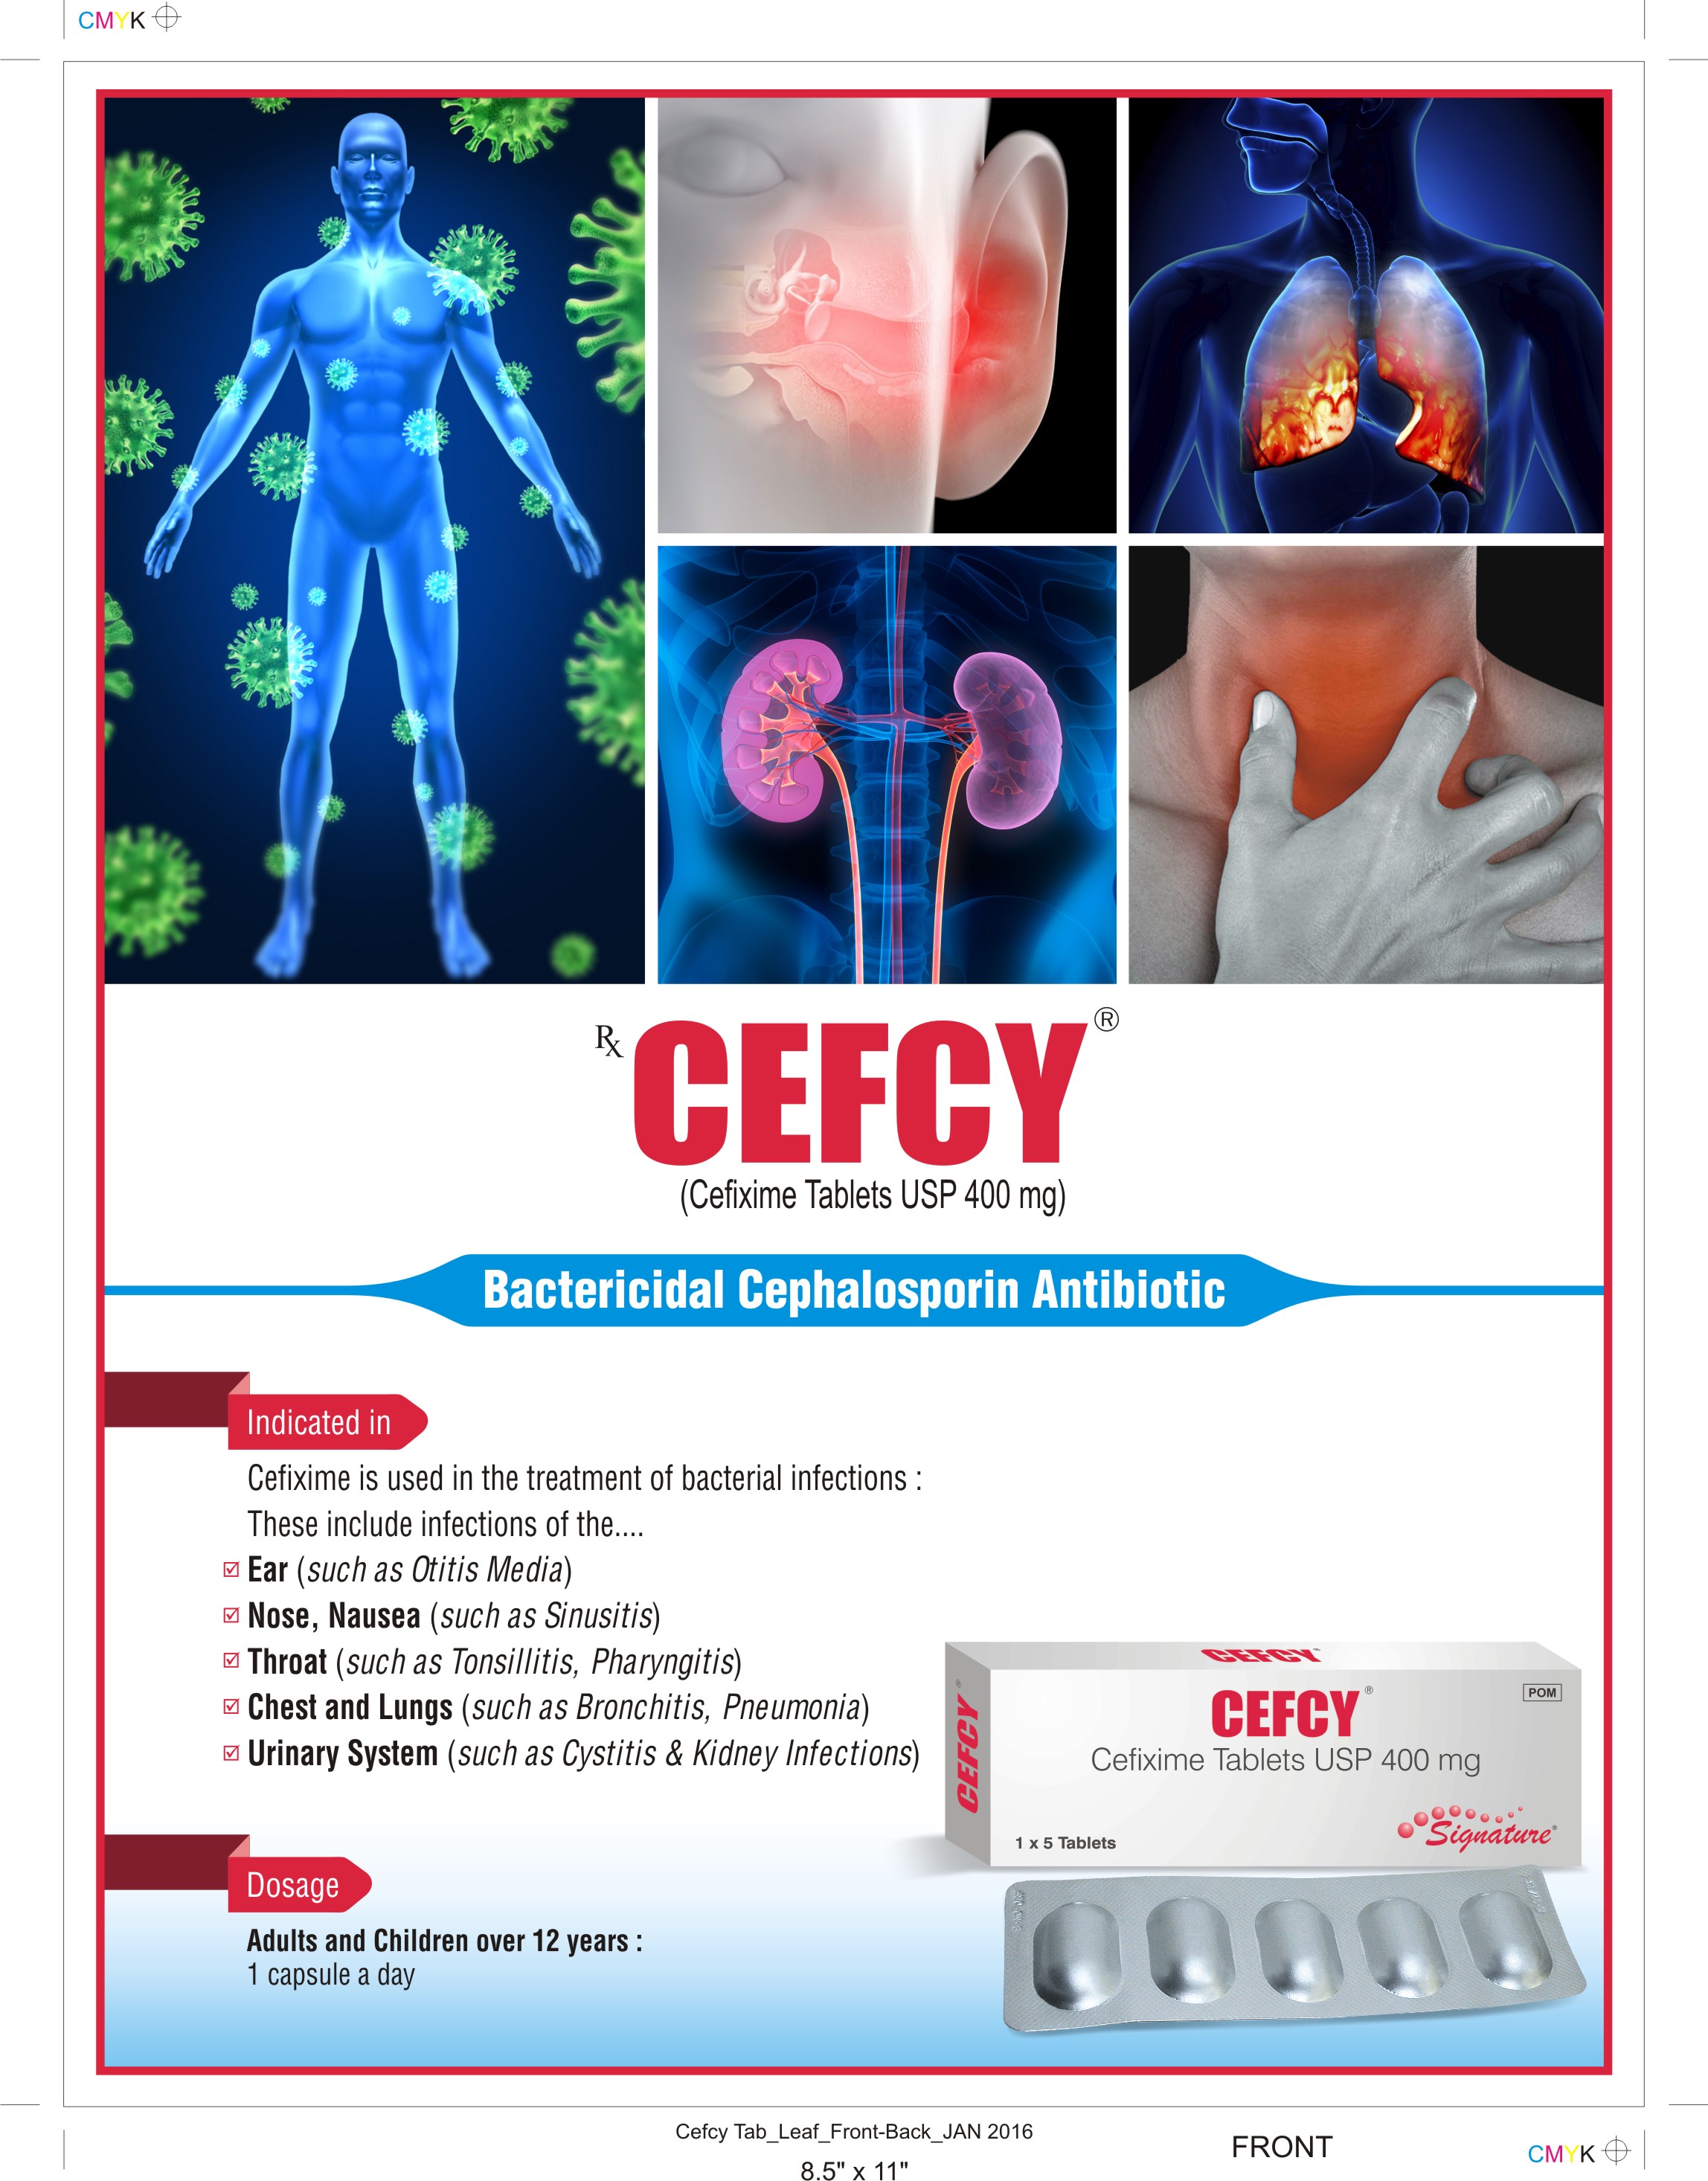 CMYK
Rx CEFCY®
(Cefixime Tablets USP 400 mg)
Bactericidal Cephalosporin Antibiotic
Indicated in
Cefixime is used in the treatment of bacterial infections :
These include infections of the....
Ear (such as Otitis Media)
Nose, Nausea (such as Sinusitis)
Throat (such as Tonsillitis, Pharyngitis)
Chest and Lungs (such as Bronchitis, Pneumonia)
Urinary System (such as Cystitis & Kidney Infections)
CEFCY
CEFCY®
CEFCY®
POM
Cefixime Tablets USP 400 mg
Signature®
1 x 5 Tablets
Dosage
Adults and Children over 12 years :
1 capsule a day
Cefcy Tab_Leaf_Front-Back_JAN 2016
8.5" x 11"
FRONT
CMYK